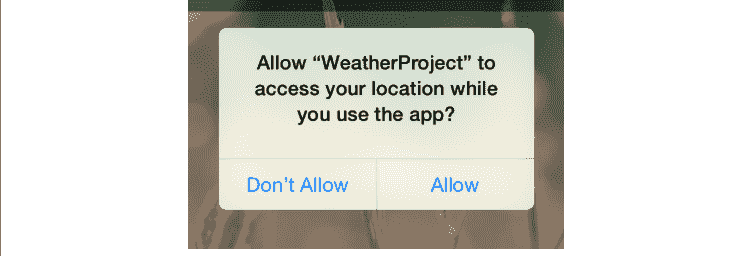 Allow “WeatherProject” to
access your location while
you use the app?
Don’t Allow
Allow